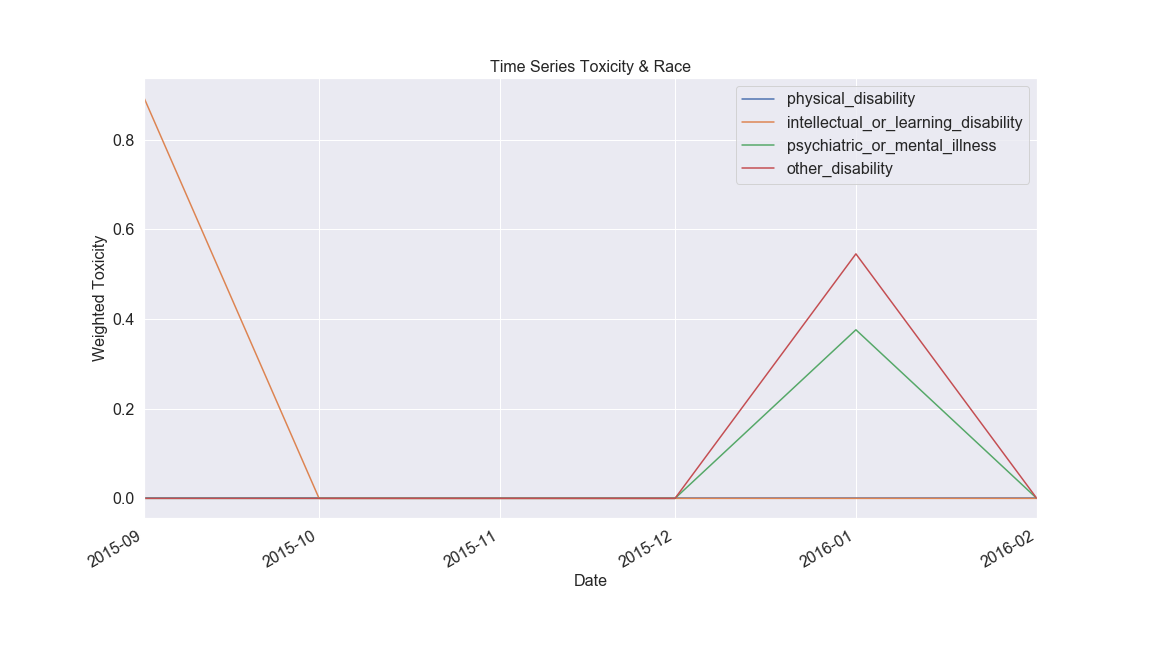 Time Series Toxicity & Race
physical_disability
intellectual_or_learning_disability
psychiatric_or_mental_illness
other_disability
Weighted Toxicity
0.8
0.6
0.4
0.2
0.0
2015-09
2015-10
2015-11
2015-12
2016-01
2016-02
Date